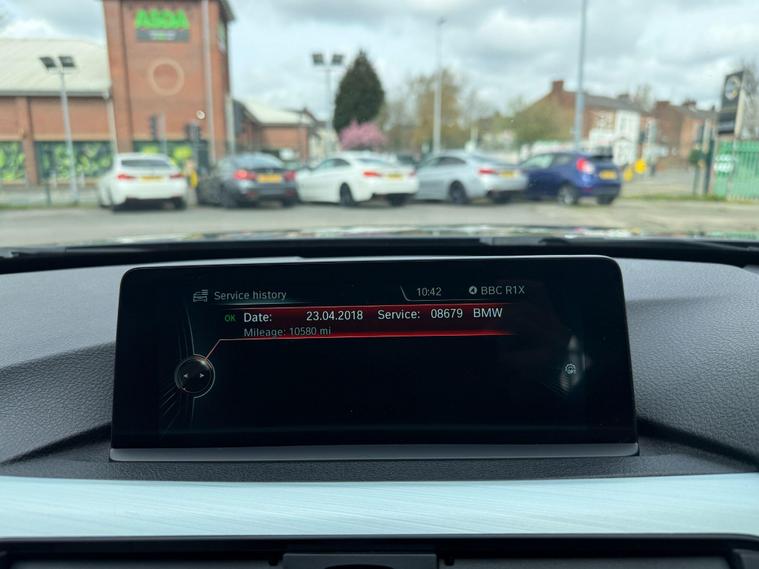 ASDA
Service history
10:42
BBC R1X
OK Date: 23.04.2018 Service: 08679 BMW
Mileage: 10580 mi